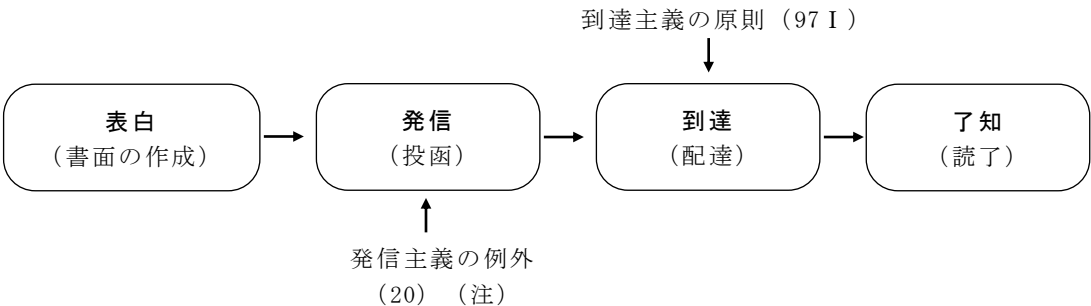 到達主義の原則（97Ⅰ）
表白
（書面の作成）
発信
（投函）
到達
（配達）
了知
（読了）
発信主義の例外
（20）（注）